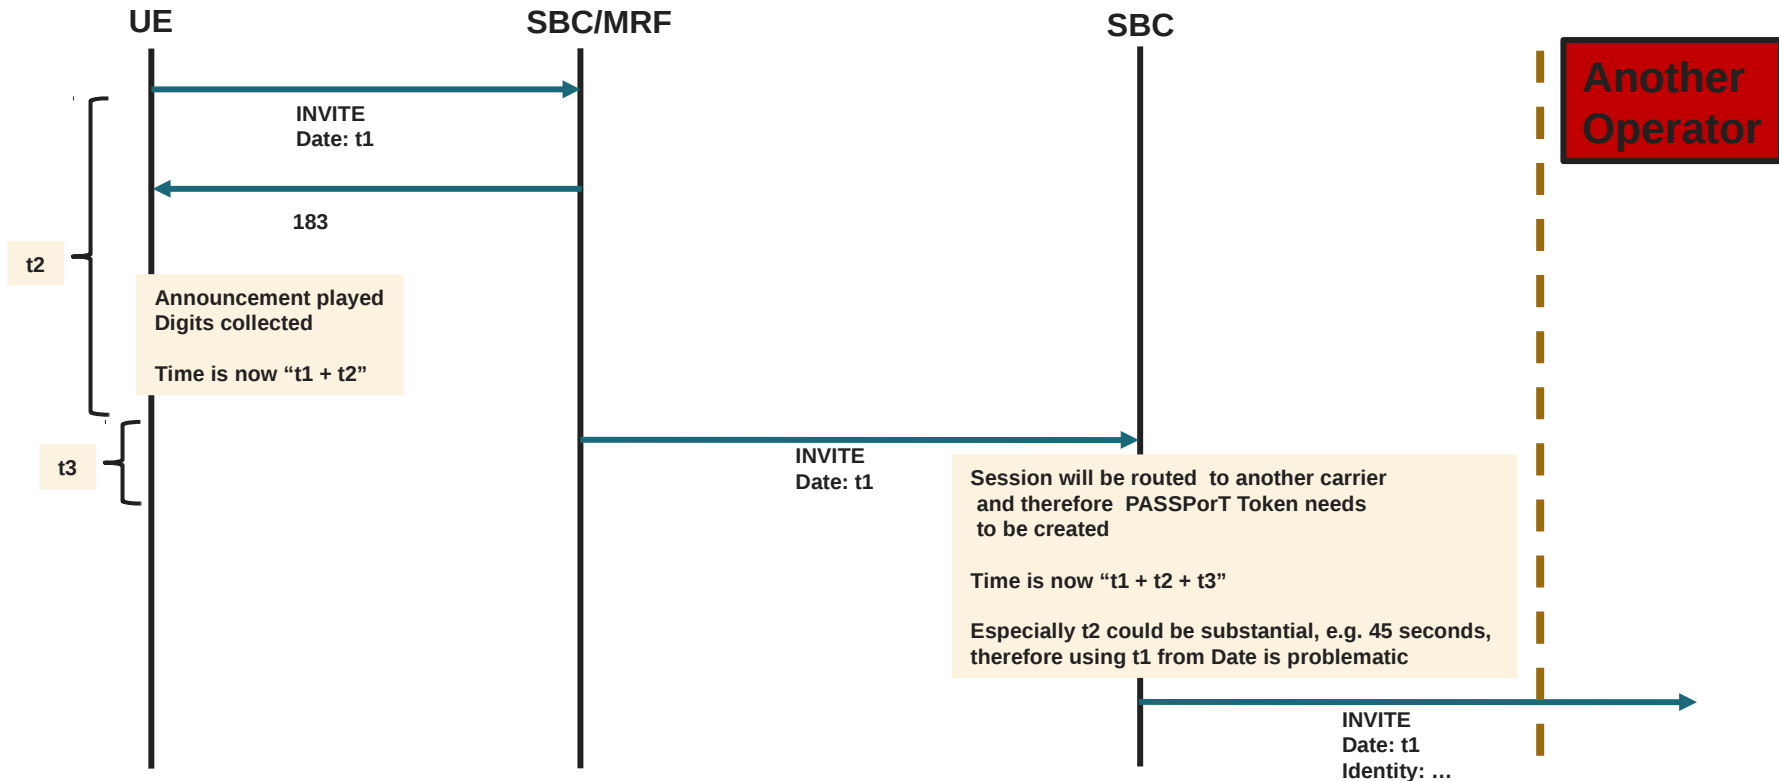 UE
SBC/MRF
SBC
Another
Operator
INVITE
Date: t1
183
t2
Announcement played
Digits collected
Time is now “t1 + t2”
t3
INVITE
Date: t1
Session will be routed  to another carrier
and therefore  PASSPorT Token needs
to be created
Time is now “t1 + t2 + t3”
Especially t2 could be substantial, e.g. 45 seconds,
therefore using t1 from Date is problematic
INVITE
Date: t1
Identity: …